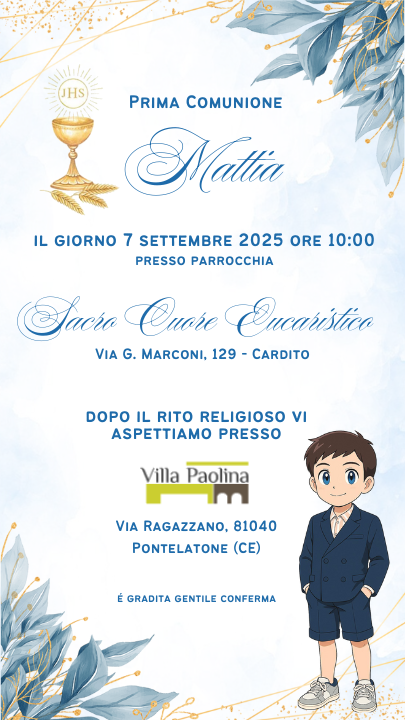 JHS
Prima Comunione
Mattia
il giorno 7 settembre 2025 ore 10:00
presso parrocchia
Sacro Cuore Eucaristico
Via G. Marconi, 129 - Cardito
dopo il rito religioso vi
aspettiamo presso
Villa Paolina
Via Ragazzano, 81040
Pontelatone (CE)
É gradita gentile conferma